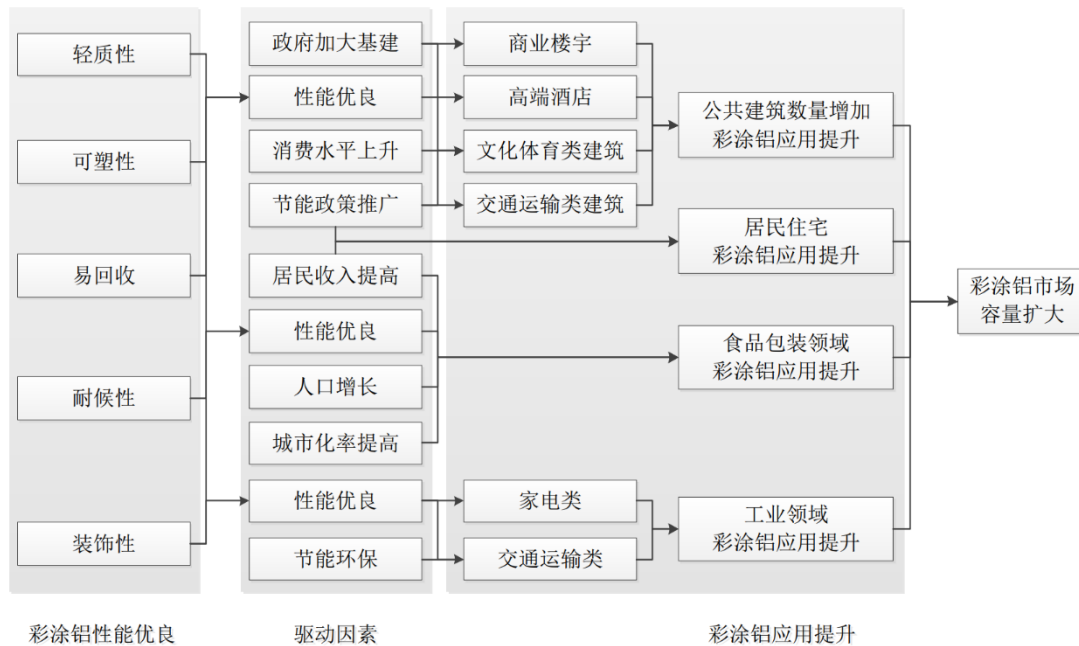 轻质性
可塑性
易回收
耐候性
装饰性
彩涂铝性能优良
政府加大基建
性能优良
消费水平上升
节能政策推广
居民收入提高
性能优良
人口增长
城市化率提高
性能优良
节能环保
驱动因素
商业楼宇
高端酒店
文化体育类建筑
交通运输类建筑
家电类
交通运输类
公共建筑数量增加
彩涂铝应用提升
居民住宅
彩涂铝应用提升
食品包装领域
彩涂铝应用提升
工业领域
彩涂铝应用提升
彩涂铝应用提升
彩涂铝市场
容量扩大